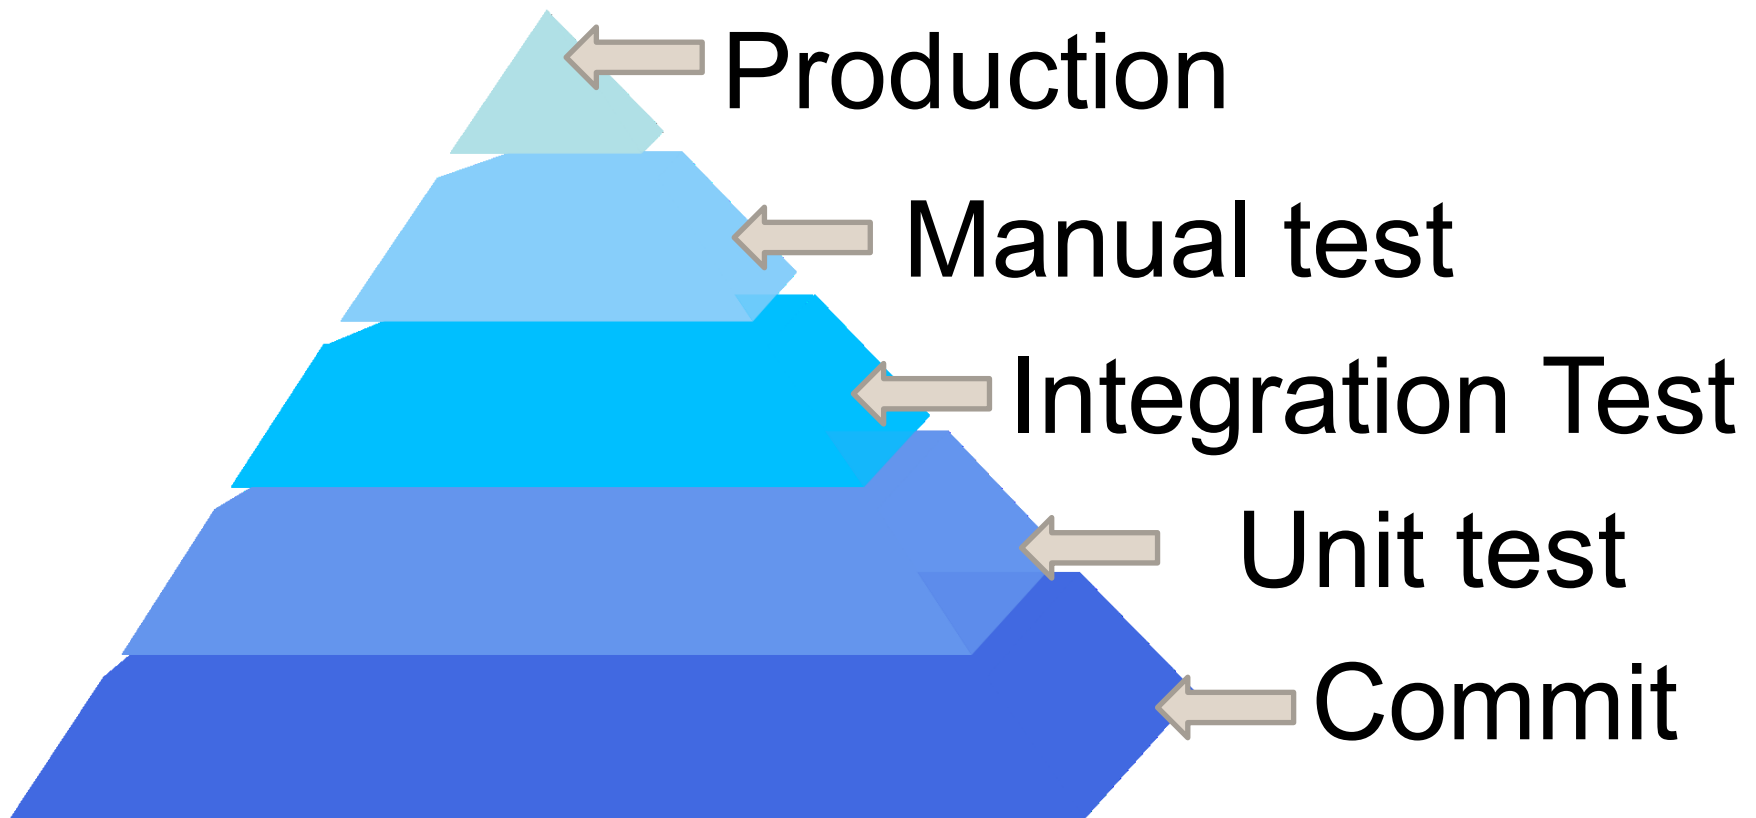 Production
Manual test
Integration Test
Unit test
Commit